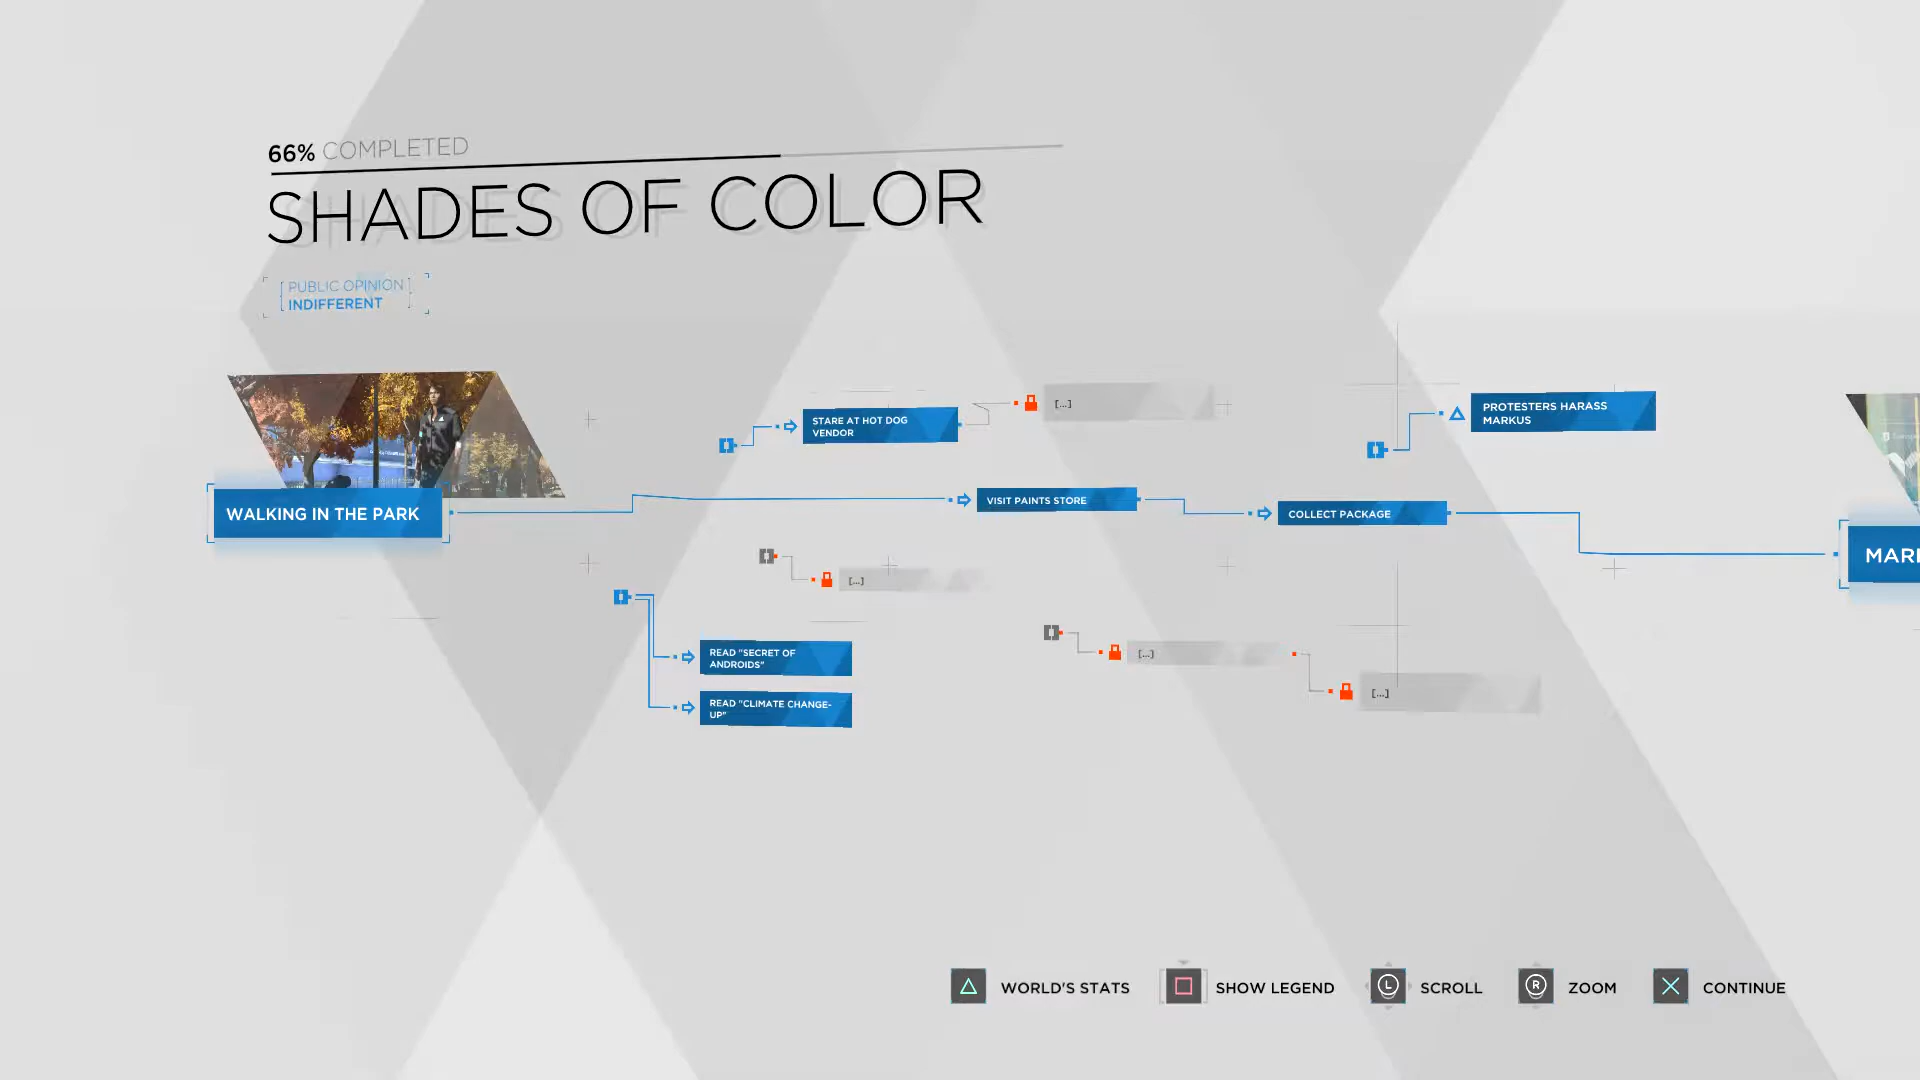 66% COMPLETED
SHADES OF COLOR
PUBLIC OPINION
INDIFFERENT
WALKING IN THE PARK
STARE AT HOT DOG
VENDOR
[...]
PROTESTERS HARASS
MARKUS
VISIT PAINTS STORE
COLLECT PACKAGE
[...]
READ "SECRET OF
ANDROIDS"
READ "CLIMATE CHANGE-
UP"
[...]
[...]
WORLD'S STATS
SHOW LEGEND
L
SCROLL
R
ZOOM
CONTINUE